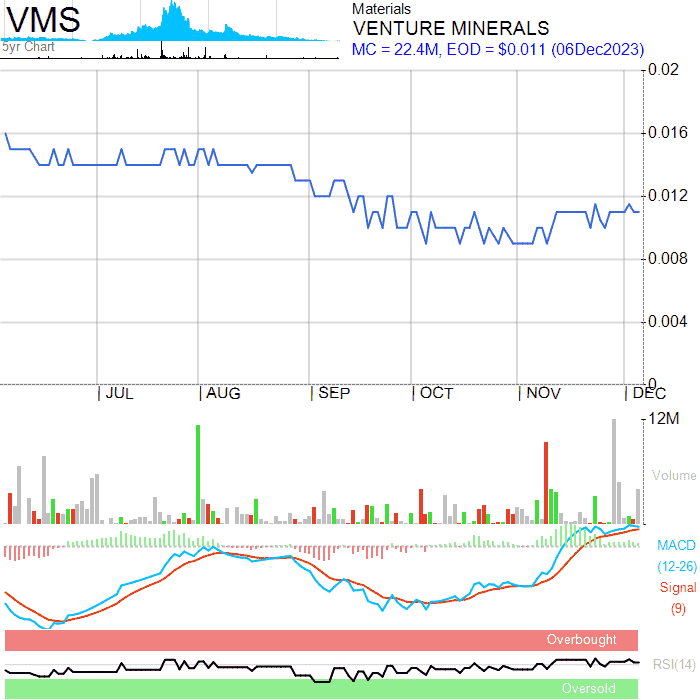 VMS
5yr Chart
Materials
VENTURE MINERALS
MC = 22.4M, EOD = $0.011 (06Dec2023)
0.02
0.016
0.012
0.008
0.004
0
JUL AUG SEP OCT NOV DEC
12M
Volume
MACD
(12-26)
Signal
(9)
Overbought
RSI(14)
Oversold